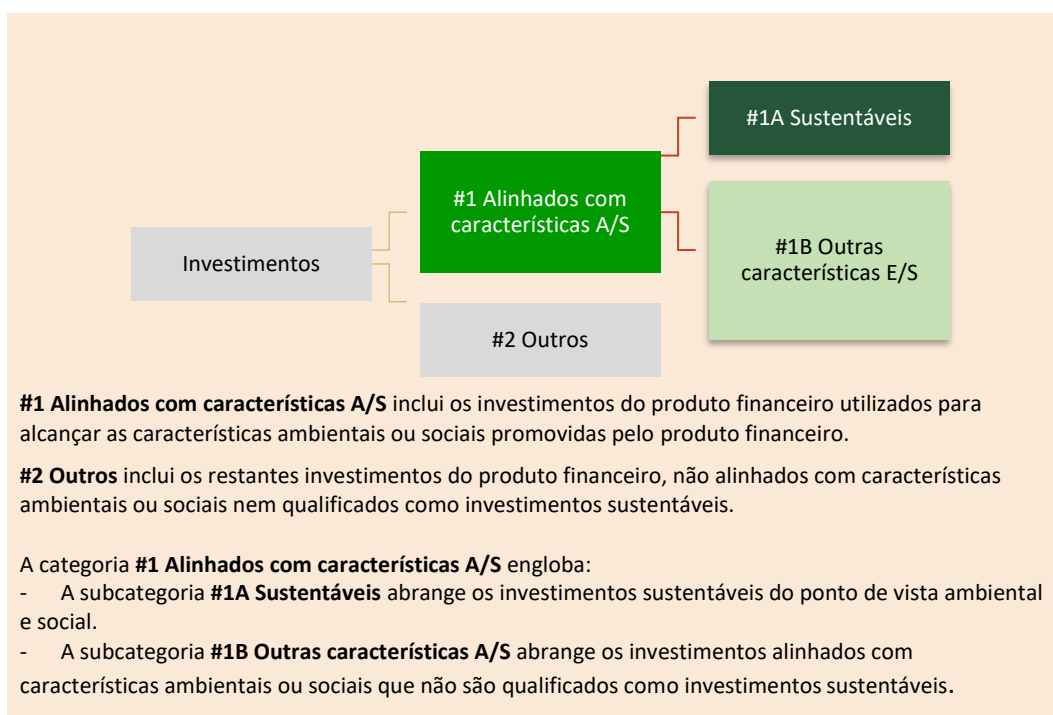 #1A Sustentáveis
#1 Alinhados com
características A/S
#1B Outras
características E/S
Investimentos
#2 Outros
#1 Alinhados com características A/S inclui os investimentos do produto financeiro utilizados para
alcançar as características ambientais ou sociais promovidas pelo produto financeiro.
#2 Outros inclui os restantes investimentos do produto financeiro, não alinhados com características
ambientais ou sociais nem qualificados como investimentos sustentáveis.
A categoria #1 Alinhados com características A/S engloba:
- A subcategoria #1A Sustentáveis abrange os investimentos sustentáveis do ponto de vista ambiental
e social.
- A subcategoria #1B Outras características A/S abrange os investimentos alinhados com
características ambientais ou sociais que não são qualificados como investimentos sustentáveis.